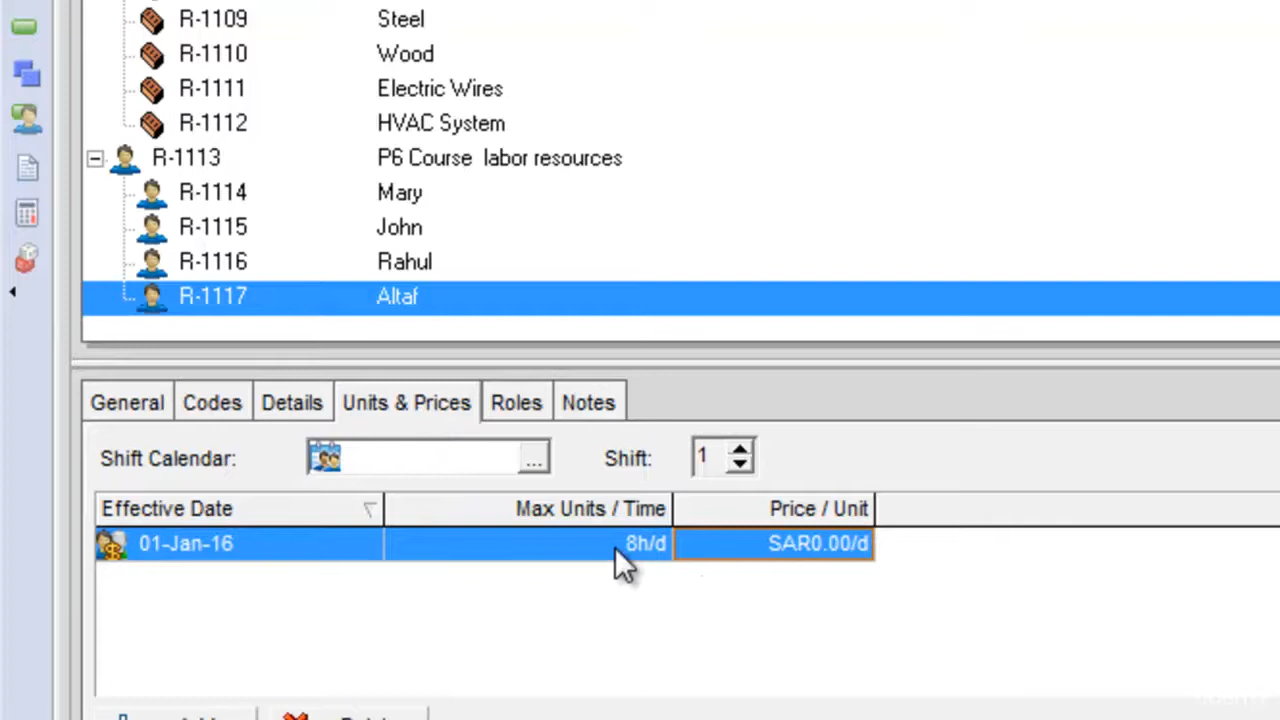 R-1109 Steel
R-1110 Wood
R-1111 Electric Wires
R-1112 HVAC System
R-1113 P6 Course labor resources
R-1114 Mary
R-1115 John
R-1116 Rahul
R-1117 Altaf
General Codes Details Units & Prices Roles Notes
Shift Calendar: ... Shift: 1
Effective Date Max Units / Time Price / Unit
01-Jan-16 8h/d SAR0.00/d